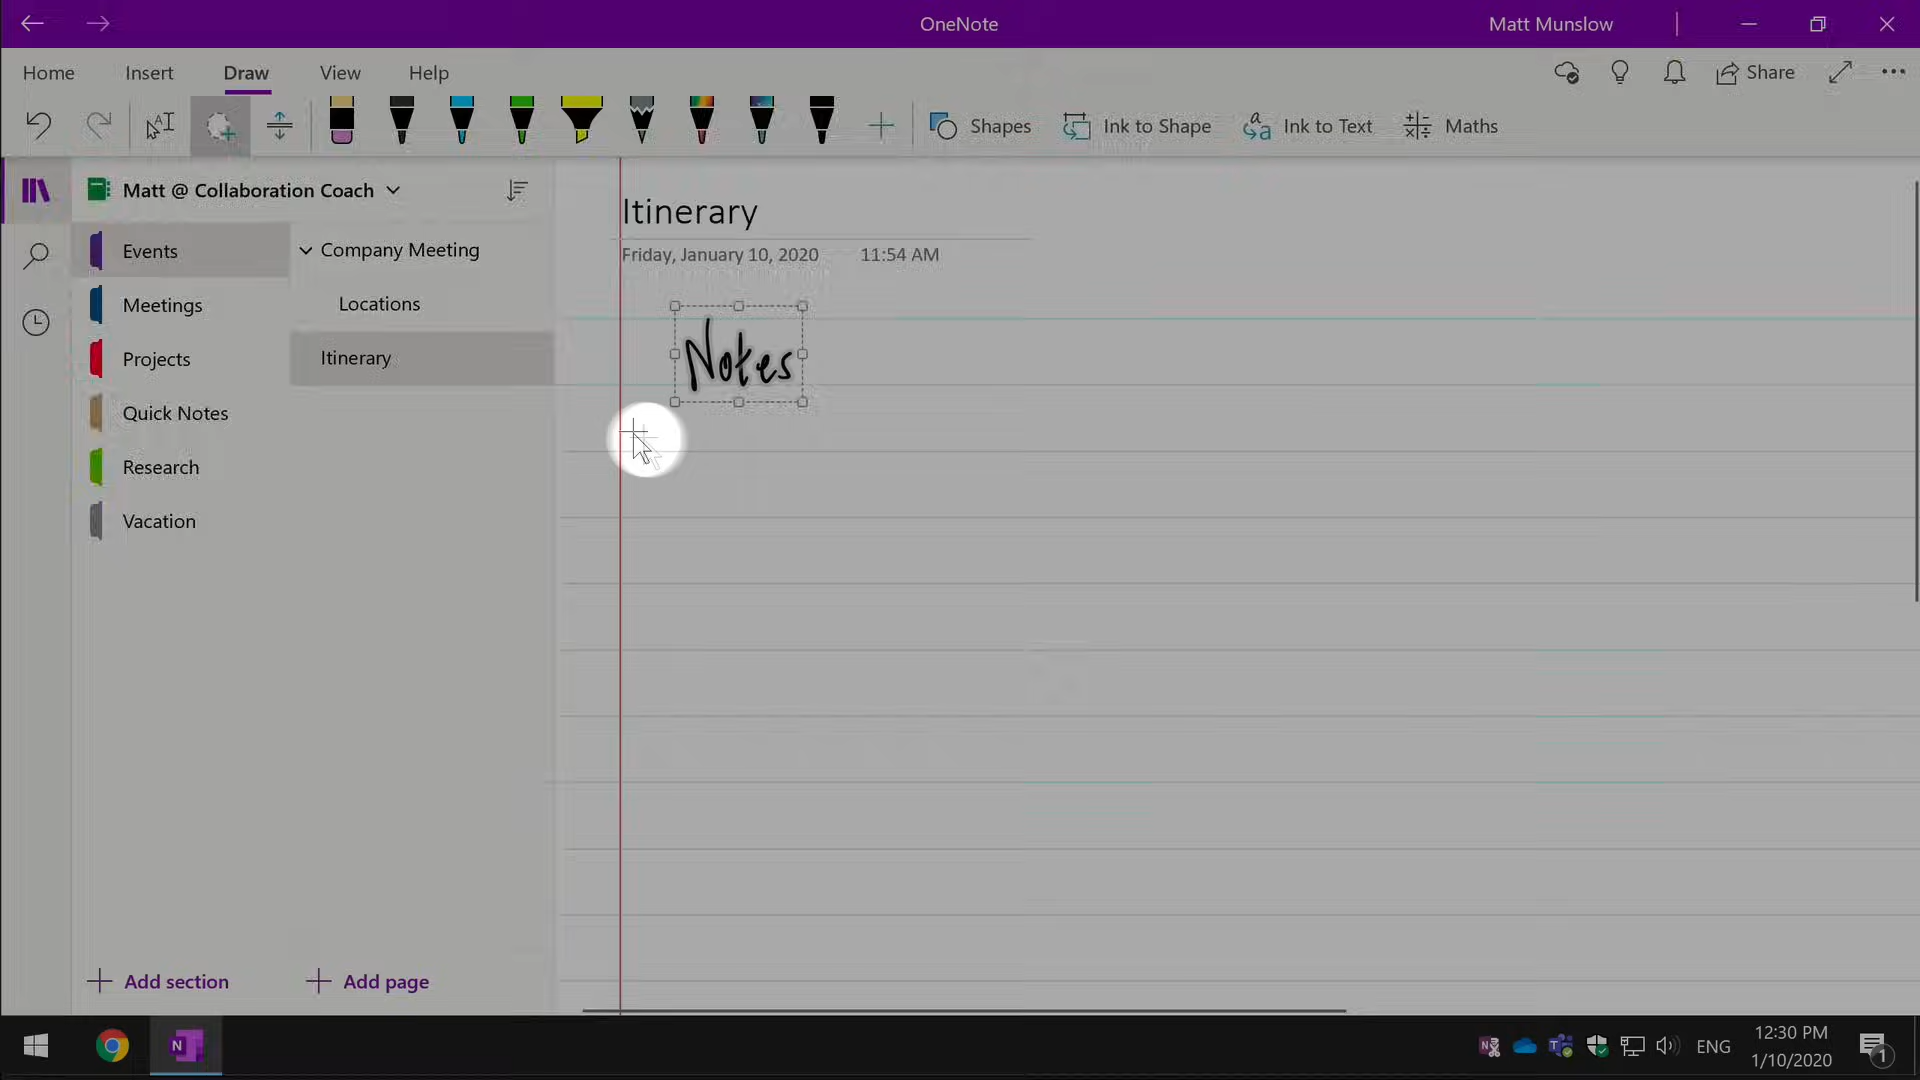 OneNote
Matt Munslow
Home Insert Draw View Help
Share
Shapes Ink to Shape Ink to Text Maths
Matt @ Collaboration Coach
Events
Meetings
Projects
Quick Notes
Research
Vacation
Company Meeting
Locations
Itinerary
Itinerary
Friday, January 10, 2020 11:54 AM
Notes
Add section
Add page
ENG
12:30 PM
1/10/2020
1